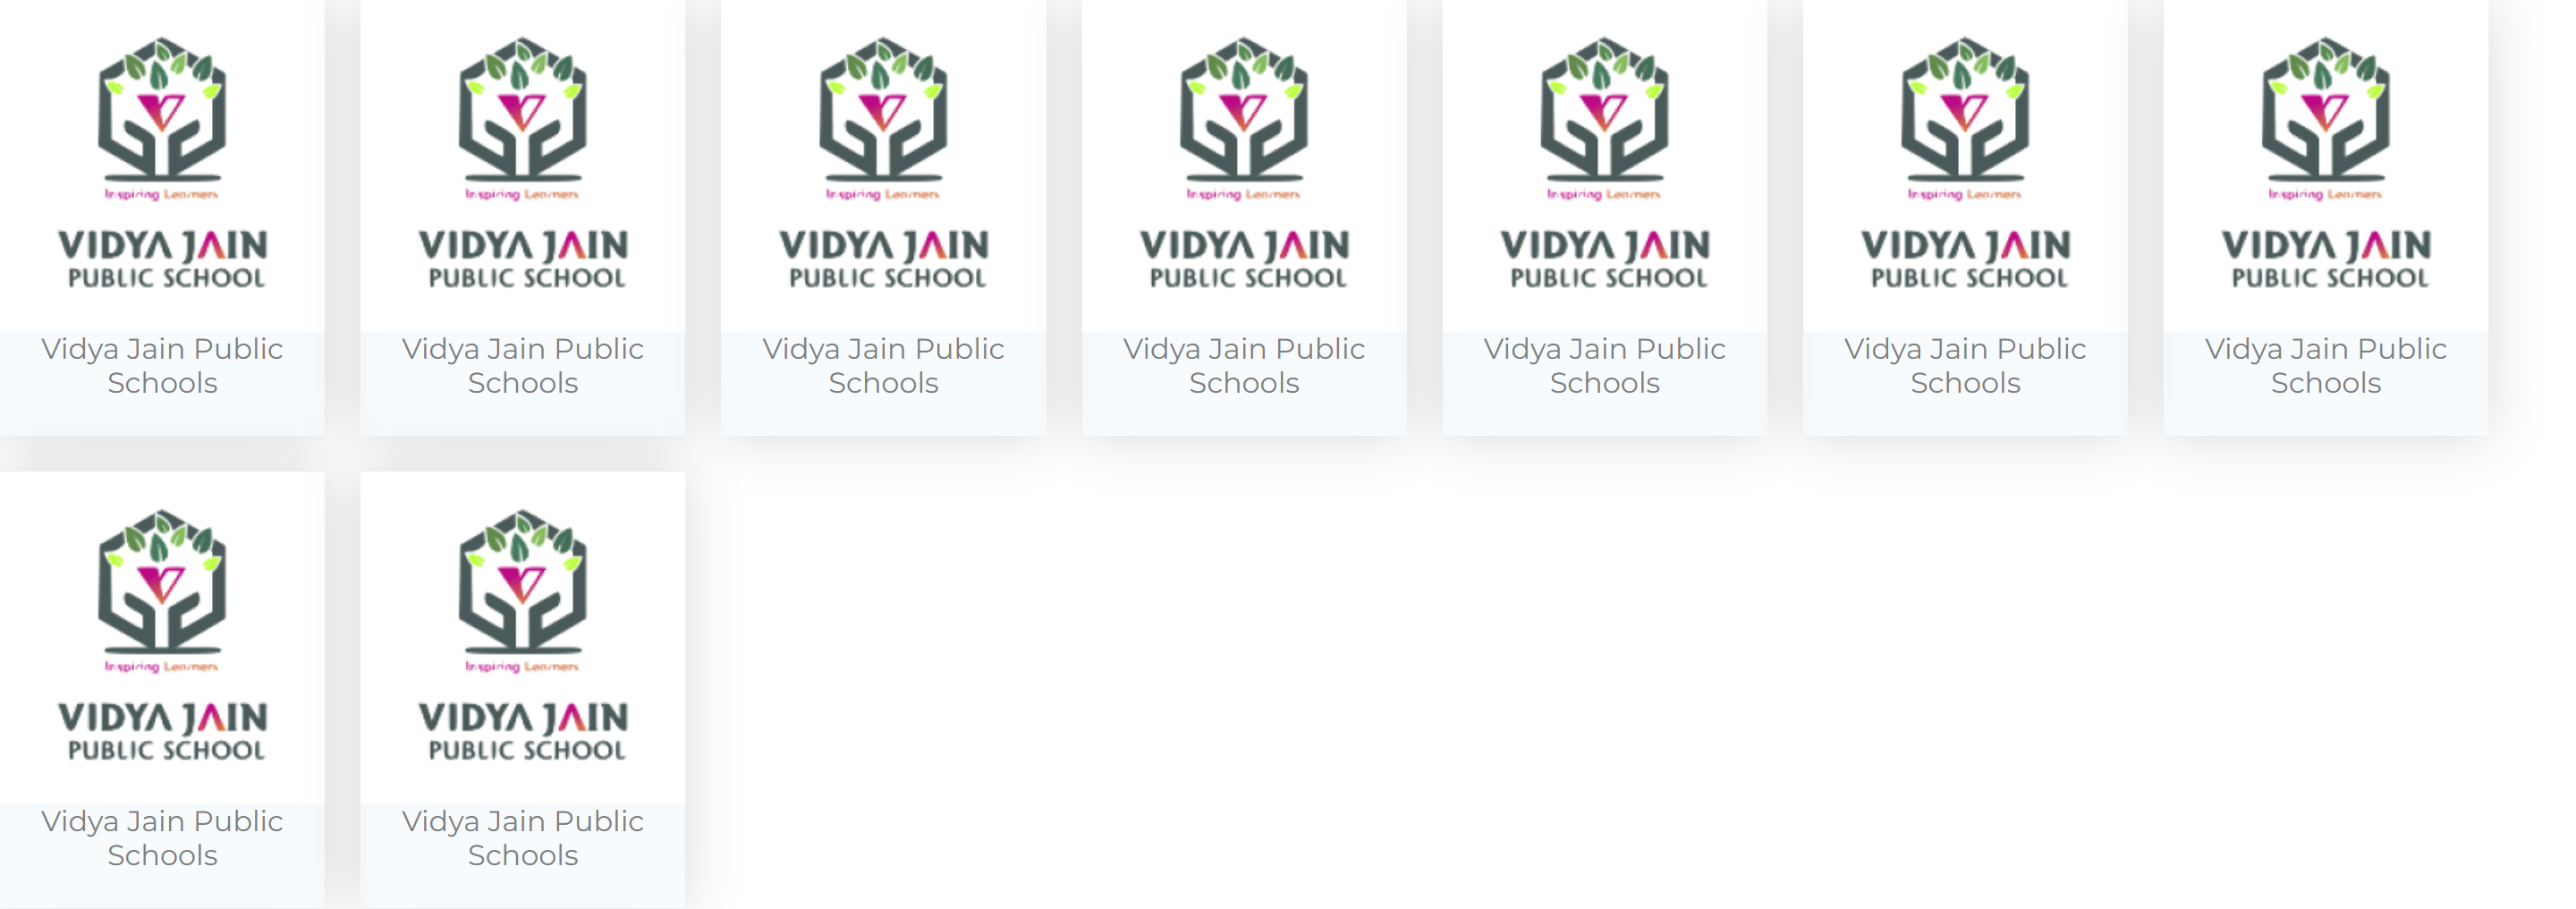 Inspiring Learners Inspiring Learners Inspiring Learners Inspiring Learners Inspiring Learners Inspiring Learners Inspiring Learners
VIDYA JAIN VIDYA JAIN VIDYA JAIN VIDYA JAIN VIDYA JAIN VIDYA JAIN VIDYA JAIN
PUBLIC SCHOOL PUBLIC SCHOOL PUBLIC SCHOOL PUBLIC SCHOOL PUBLIC SCHOOL PUBLIC SCHOOL PUBLIC SCHOOL
Vidya Jain Public Vidya Jain Public Vidya Jain Public Vidya Jain Public Vidya Jain Public Vidya Jain Public Vidya Jain Public
Schools Schools Schools Schools Schools Schools Schools
Inspiring Learners Inspiring Learners
VIDYA JAIN VIDYA JAIN
PUBLIC SCHOOL PUBLIC SCHOOL
Vidya Jain Public Vidya Jain Public
Schools Schools